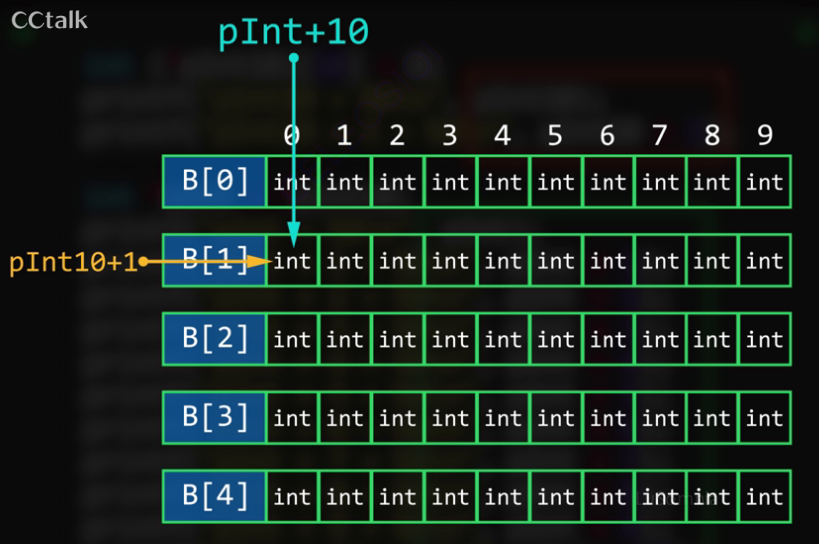 CCtalk
pInt+10
0 1 2 3 4 5 6 7 8 9
B[0] int int int int int int int int int int
pInt10+1 B[1] int int int int int int int int int int
B[2] int int int int int int int int int int
B[3] int int int int int int int int int int
B[4] int int int int int int int int int int